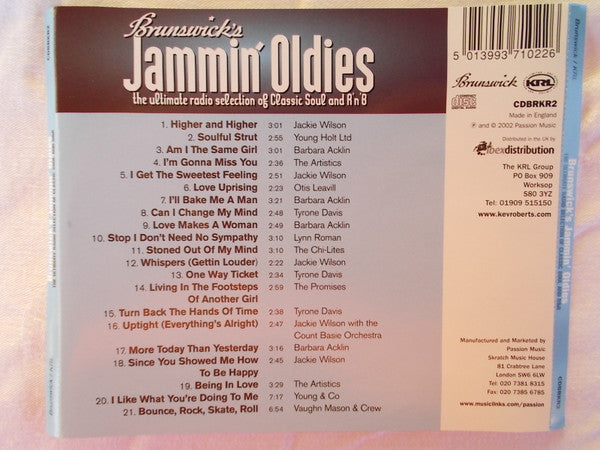 Brunswick's
Jammin' Oldies
the ultimate radio selection of Classic Soul and R'n'B
1. Higher and Higher 3:01 Jackie Wilson
2. Soulful Strut 2:55 Young Holt Ltd
3. Am I The Same Girl 3:01 Barbara Acklin
4. I'm Gonna Miss You 2:36 The Artistics
5. I Get The Sweetest Feeling 2:51 Jackie Wilson
6. Love Uprising 2:23 Otis Leavill
7. I'll Bake Me A Man 3:21 Barbara Acklin
8. Can I Change My Mind 2:48 Tyrone Davis
9. Love Makes A Woman 2:49 Barbara Acklin
10. Stop I Don't Need No Sympathy 3:10 Lynn Roman
11. Stoned Out Of My Mind 3:10 The Chi-Lites
12. Whispers (Gettin Louder) Jackie Wilson
13. One Way Ticket 2:34 Tyrone Davis
14. Living In The Footsteps 2:59 The Promises
Of Another Girl
15. Turn Back The Hands Of Time 2:38 Tyrone Davis
16. Uptight (Everything's Alright) 2:47 Jackie Wilson with the
Count Basie Orchestra
17. More Today Than Yesterday 3:16 Barbara Acklin
18. Since You Showed Me How 2:45 Jackie Wilson
To Be Happy
19. Being In Love 3:29 The Artistics
20. I Like What You're Doing To Me 7:17 Young & Co
21. Bounce, Rock, Skate, Roll 6:54 Vaughn Mason & Crew
5 013993 710226
Brunswick KRL
COMPACT
disc
DIGITAL AUDIO
CDBRKR2
Made in England
℗ and © 2002 Passion Music
Distributed in the UK by
ibexdistribution
The KRL Group
PO Box 909
Worksop
S80 3YZ
Tel: 01909 515150
www.kevroberts.com
Manufactured and Marketed by
Passion Music
Skratch Music House
81 Crabtree Lane
London SW6 6LW
Tel: 020 7381 8315
Fax: 020 7385 6785
www.musiclinks.com/passion
Brunswick / KRL
Brunswick's Jammin' Oldies
CDBRKR2
CDBRKR2
Brunswick / KRL